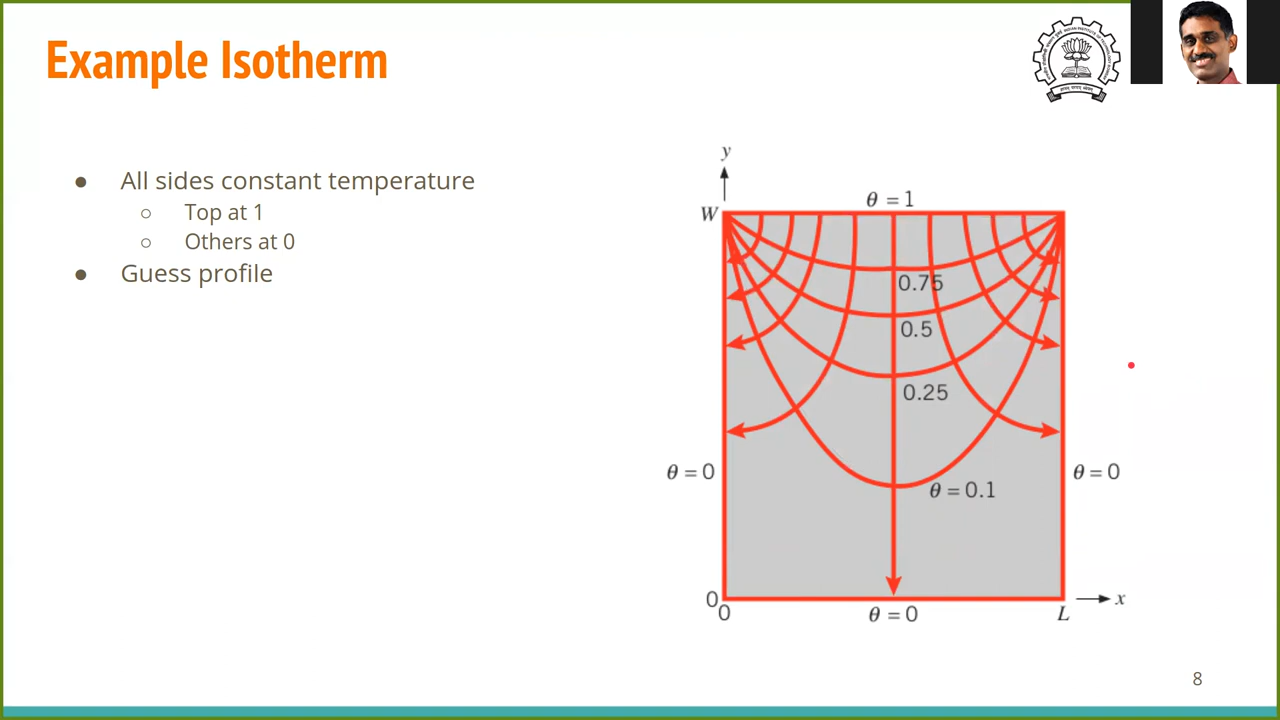 Example Isotherm
● All sides constant temperature
○ Top at 1
○ Others at 0
● Guess profile
y
W
θ = 1
0.75
0.5
0.25
θ = 0
θ = 0.1
θ = 0
0
0
θ = 0
L
x
8